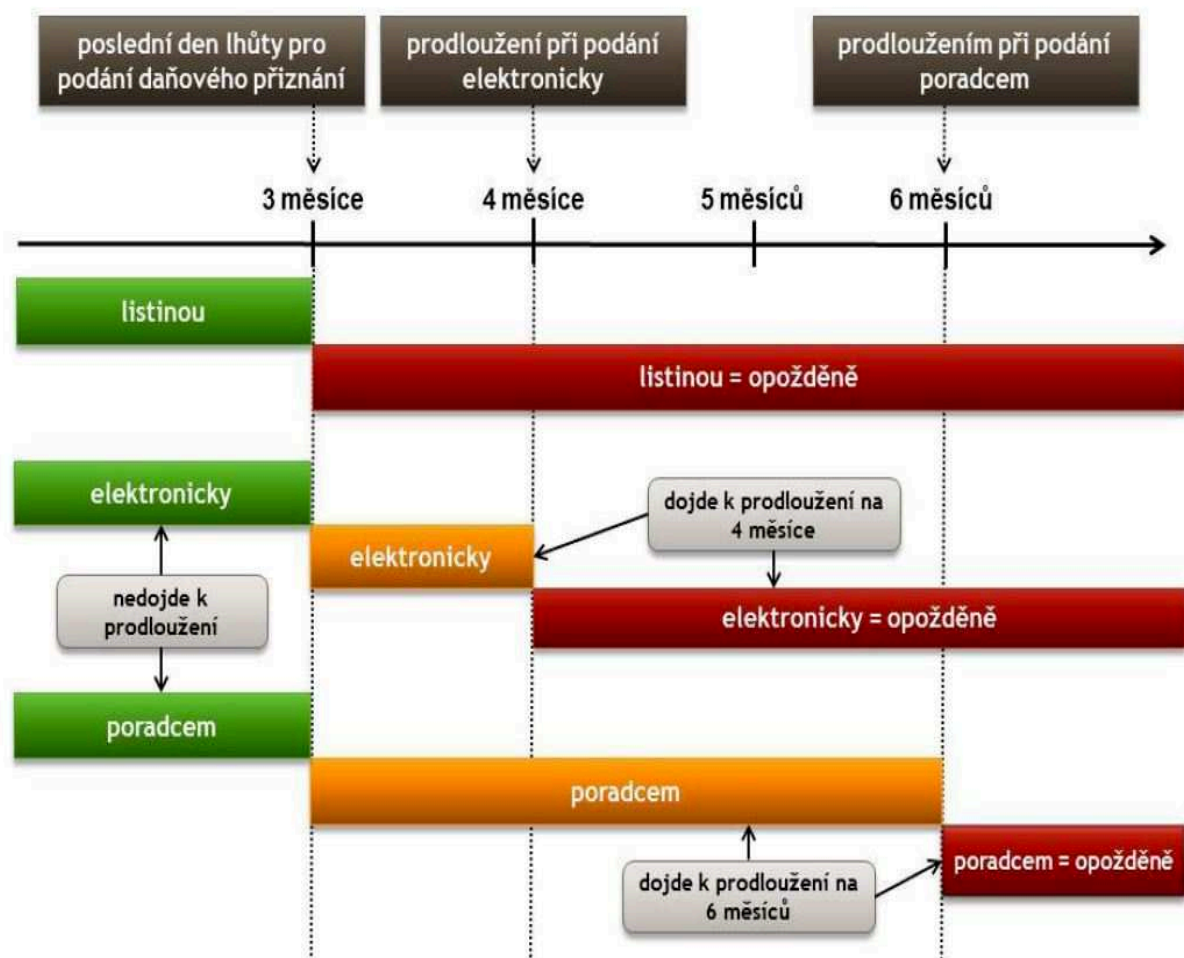 poslední den lhůty pro
podání daňového přiznání
prodloužení při podání
elektronicky
prodloužením při podání
poradcem
3 měsíce
4 měsíce
5 měsíců
6 měsíců
listinou
listinou = opožděně
elektronicky
dojde k prodloužení na
4 měsíce
elektronicky
nedojde k
prodloužení
elektronicky = opožděně
poradcem
poradcem
poradcem = opožděně
dojde k prodloužení na
6 měsíců